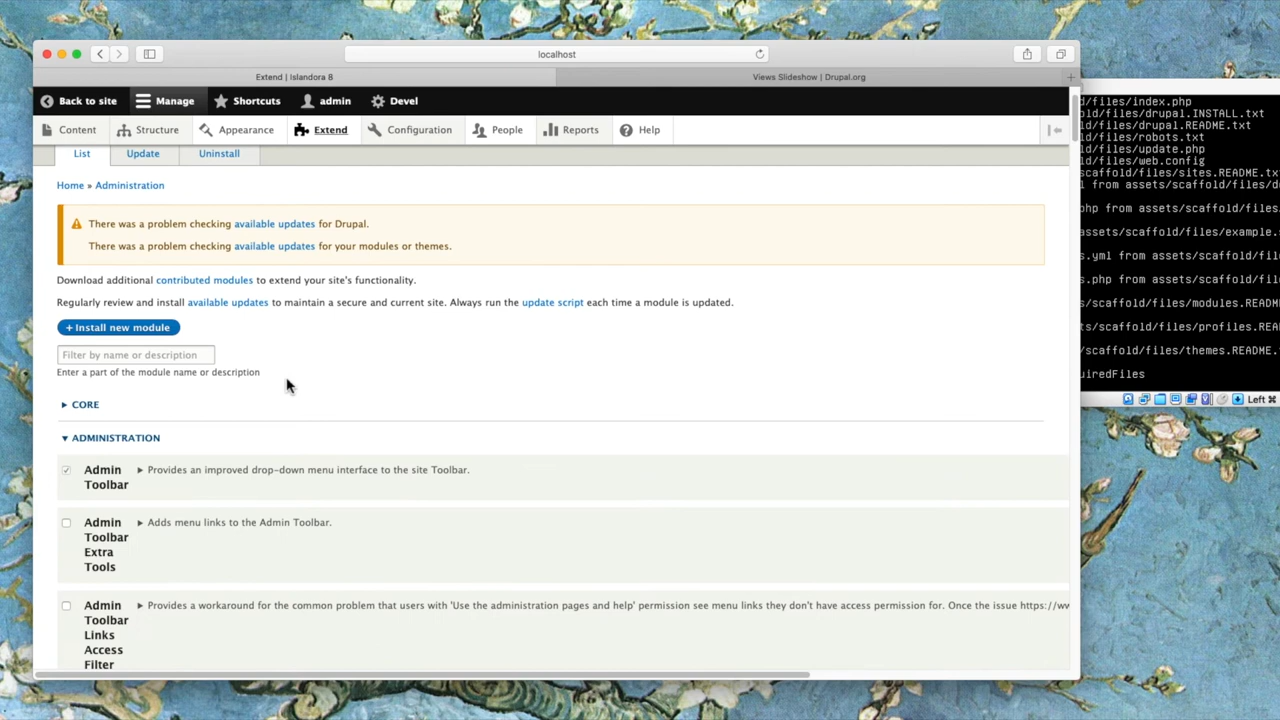 localhost
Extend | Islandora 8
Views Slideshow | Drupal.org
+
Back to site Manage Shortcuts admin Devel
Content Structure Appearance Extend Configuration People Reports Help
List Update Uninstall
Home » Administration
There was a problem checking available updates for Drupal.
There was a problem checking available updates for your modules or themes.
Download additional contributed modules to extend your site's functionality.
Regularly review and install available updates to maintain a secure and current site. Always run the update script each time a module is updated.
+ Install new module
Filter by name or description
Enter a part of the module name or description
CORE
ADMINISTRATION
Admin Provides an improved drop-down menu interface to the site Toolbar.
Toolbar
Admin Adds menu links to the Admin Toolbar.
Toolbar
Extra
Tools
Admin Provides a workaround for the common problem that users with 'Use the administration pages and help' permission see menu links they don't have access permission for. Once the issue https://ww
Toolbar
Links
Access
Filter
d/files/index.php
ld/files/drupal.INSTALL.txt
ld/files/drupal.README.txt
ld/files/robots.txt
ld/files/update.php
ld/files/web.config
scaffold/files/sites.README.tx
l from assets/scaffold/files/d
php from assets/scaffold/files
assets/scaffold/files/example.s
s.yml from assets/scaffold/fil
s.php from assets/scaffold/fil
s/scaffold/files/modules.READM
ts/scaffold/files/profiles.REA
/scaffold/files/themes.README.
uiredFiles
Left ⌘